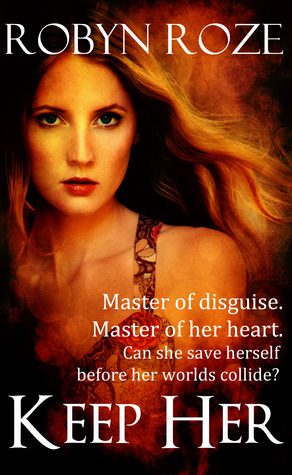 ROBYN ROZE
Master of disguise.
Master of her heart.
Can she save herself
before her worlds collide?
KEEP HER